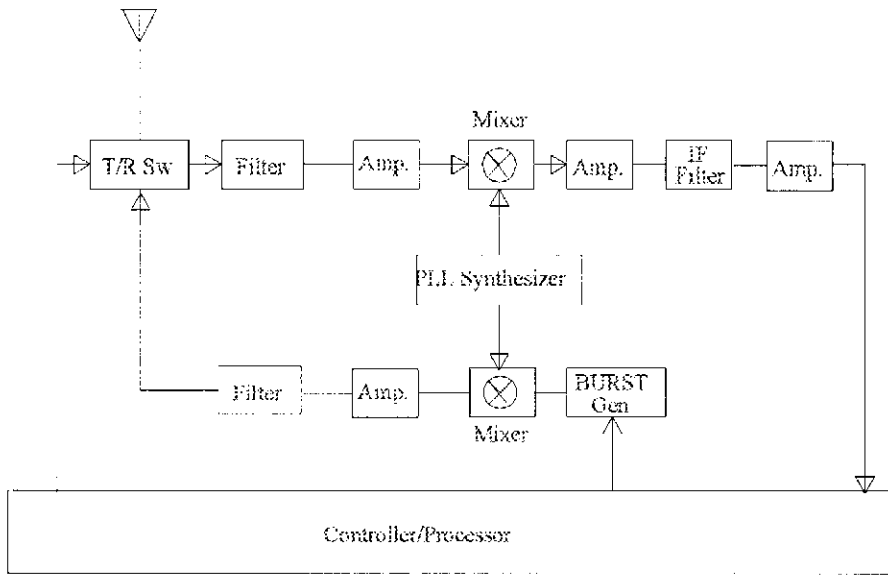 Mixer
T/R Sw
Filter
Amp.
Amp.
IF
Filter
Amp.
PLL Synthesizer
Filter
Amp.
BURST
Gen
Mixer
Controller/Processor